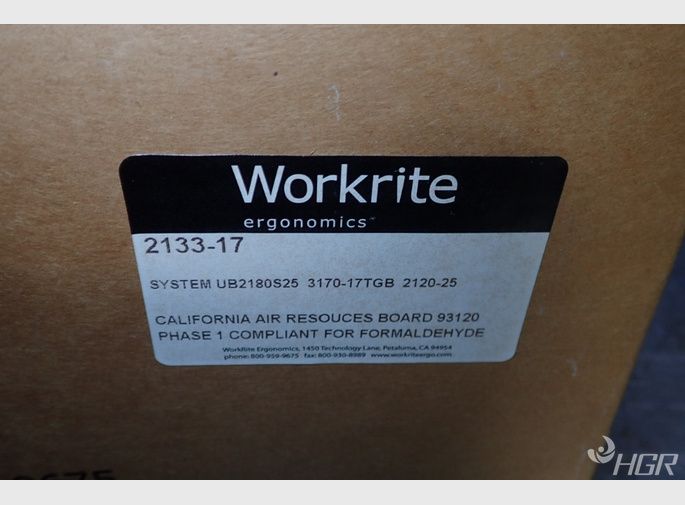 Workrite
ergonomics™
2133-17
SYSTEM UB2180S25 3170-17TGB 2120-25
CALIFORNIA AIR RESOUCES BOARD 93120
PHASE 1 COMPLIANT FOR FORMALDEHYDE
WorkRite Ergonomics, 1450 Technology Lane, Petaluma, CA 94954
phone: 800-959-9675 fax: 800-930-8989 www.workriteergo.com
HGR